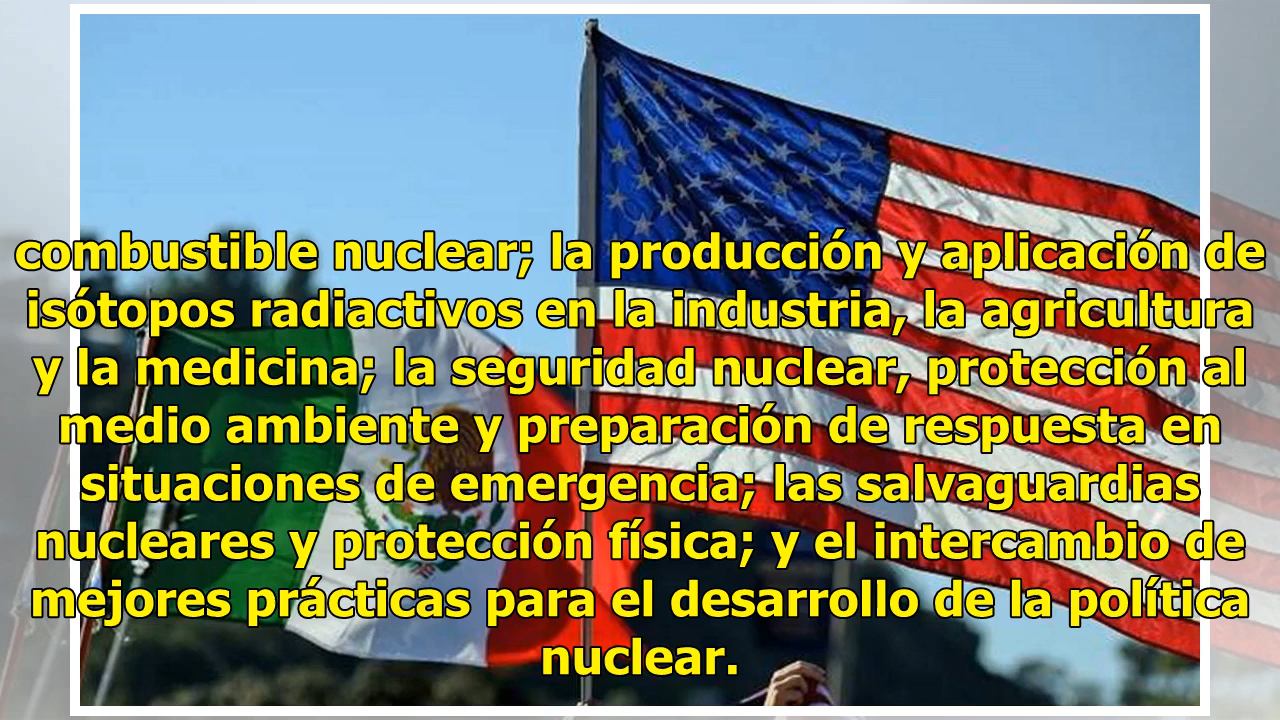 combustible nuclear; la producción y aplicación de
isótopos radiactivos en la industria, la agricultura
y la medicina; la seguridad nuclear, protección al
medio ambiente y preparación de respuesta en
situaciones de emergencia; las salvaguardias
nucleares y protección física; y el intercambio de
mejores prácticas para el desarrollo de la política
nuclear.